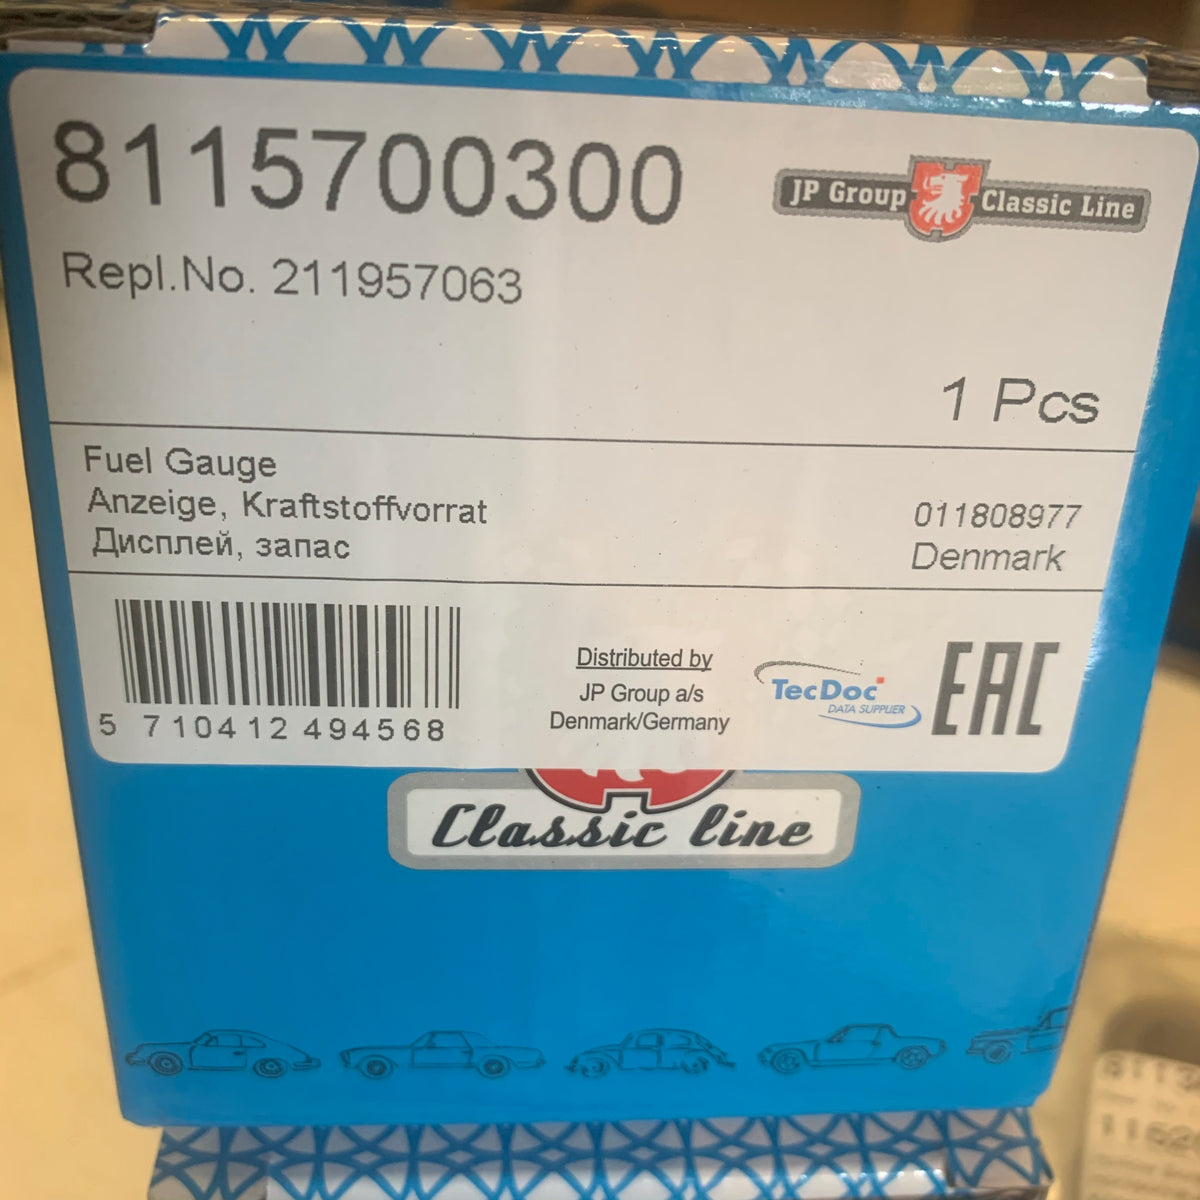 8115700300
JP Group Classic Line
Repl.No. 211957063
1 Pcs
Fuel Gauge
Anzeige, Kraftstoffvorrat
Дисплей, запас
011808977
Denmark
5 710412 494568
Distributed by
JP Group a/s
Denmark/Germany
TecDoc
DATA SUPPLIER
EAC
Classic line